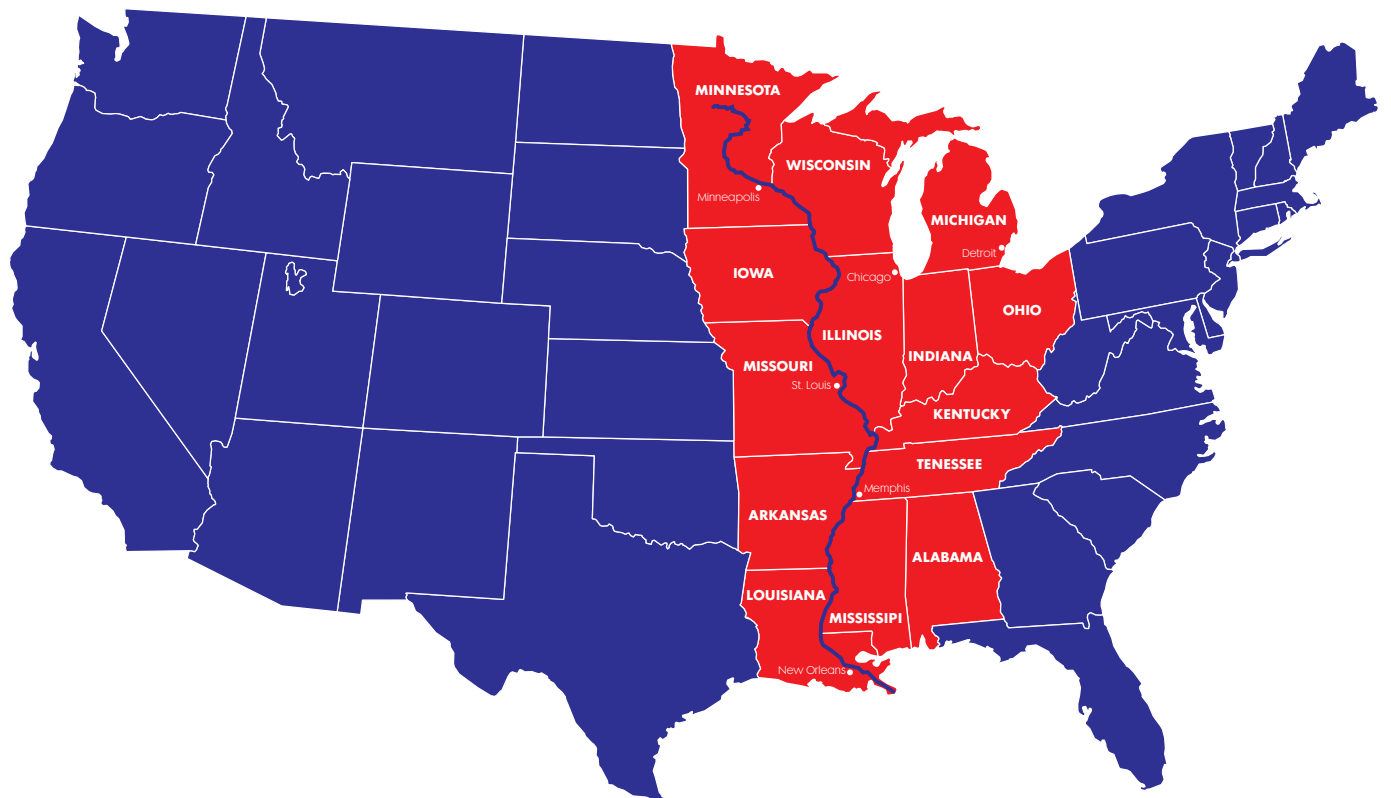 MINNESOTA
WISCONSIN
Minneapolis
MICHIGAN
Detroit
IOWA
Chicago
OHIO
ILLINOIS
INDIANA
MISSOURI
St. Louis
KENTUCKY
TENESSEE
Memphis
ARKANSAS
ALABAMA
LOUISIANA
MISSISSIPI
New Orleans